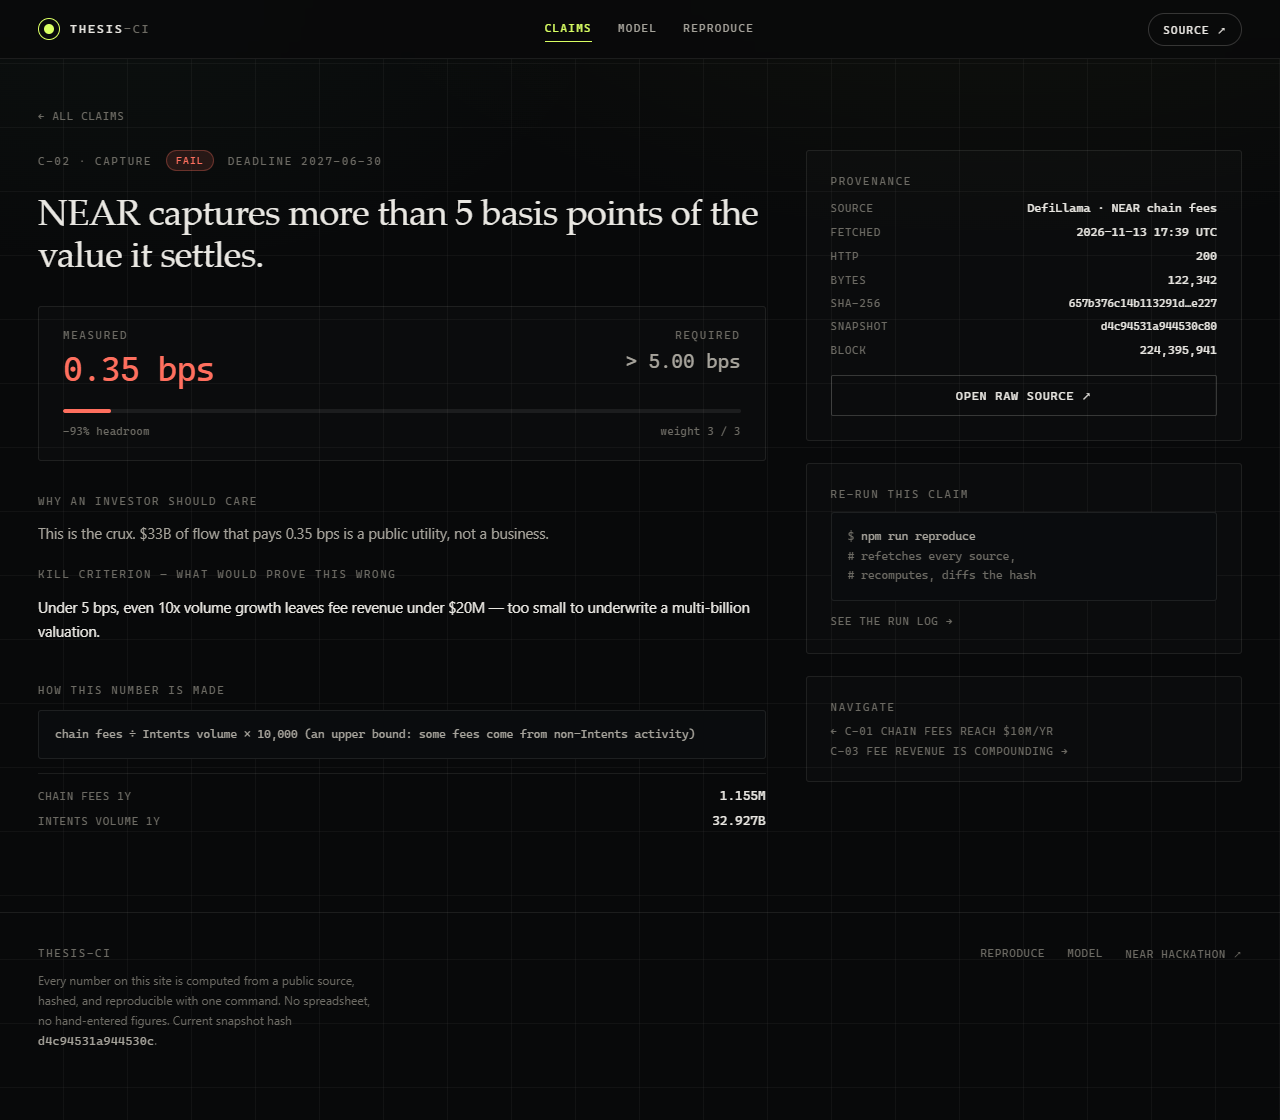 THESIS-CI
CLAIMS
MODEL
REPRODUCE
SOURCE ↗
← ALL CLAIMS
C-02 · CAPTURE
FAIL
DEADLINE 2027-06-30
NEAR captures more than 5 basis points of the
value it settles.
MEASURED
0.35 bps
REQUIRED
> 5.00 bps
-93% headroom
weight 3 / 3
WHY AN INVESTOR SHOULD CARE
This is the crux. $33B of flow that pays 0.35 bps is a public utility, not a business.
KILL CRITERION — WHAT WOULD PROVE THIS WRONG
Under 5 bps, even 10x volume growth leaves fee revenue under $20M — too small to underwrite a multi-billion
valuation.
HOW THIS NUMBER IS MADE
chain fees ÷ Intents volume × 10,000 (an upper bound: some fees come from non-Intents activity)
CHAIN FEES 1Y 1.155M
INTENTS VOLUME 1Y 32.927B
PROVENANCE
SOURCE DefiLlama · NEAR chain fees
FETCHED 2026-11-13 17:39 UTC
HTTP 200
BYTES 122,342
SHA-256 657b376c14b113291d…e227
SNAPSHOT d4c94531a944530c80
BLOCK 224,395,941
OPEN RAW SOURCE ↗
RE-RUN THIS CLAIM
$ npm run reproduce
# refetches every source,
# recomputes, diffs the hash
SEE THE RUN LOG →
NAVIGATE
← C-01 CHAIN FEES REACH $10M/YR
C-03 FEE REVENUE IS COMPOUNDING →
THESIS-CI
Every number on this site is computed from a public source,
hashed, and reproducible with one command. No spreadsheet,
no hand-entered figures. Current snapshot hash
d4c94531a944530c.
REPRODUCE
MODEL
NEAR HACKATHON ↗